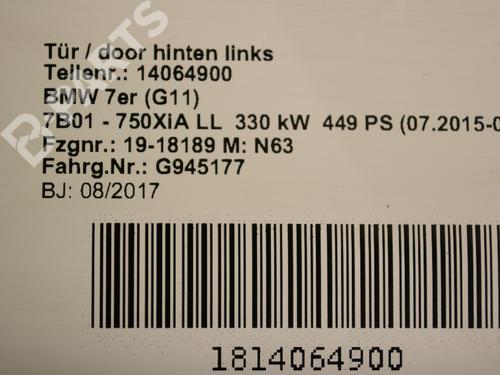 Tür / door hinten links
Teilenr.: 14064900
BMW 7er (G11)
7B01 - 750XiA LL 330 kW 449 PS (07.2015-0
Fzgnr.: 19-18189 M: N63
Fahrg.Nr.: G945177
BJ: 08/2017
1814064900